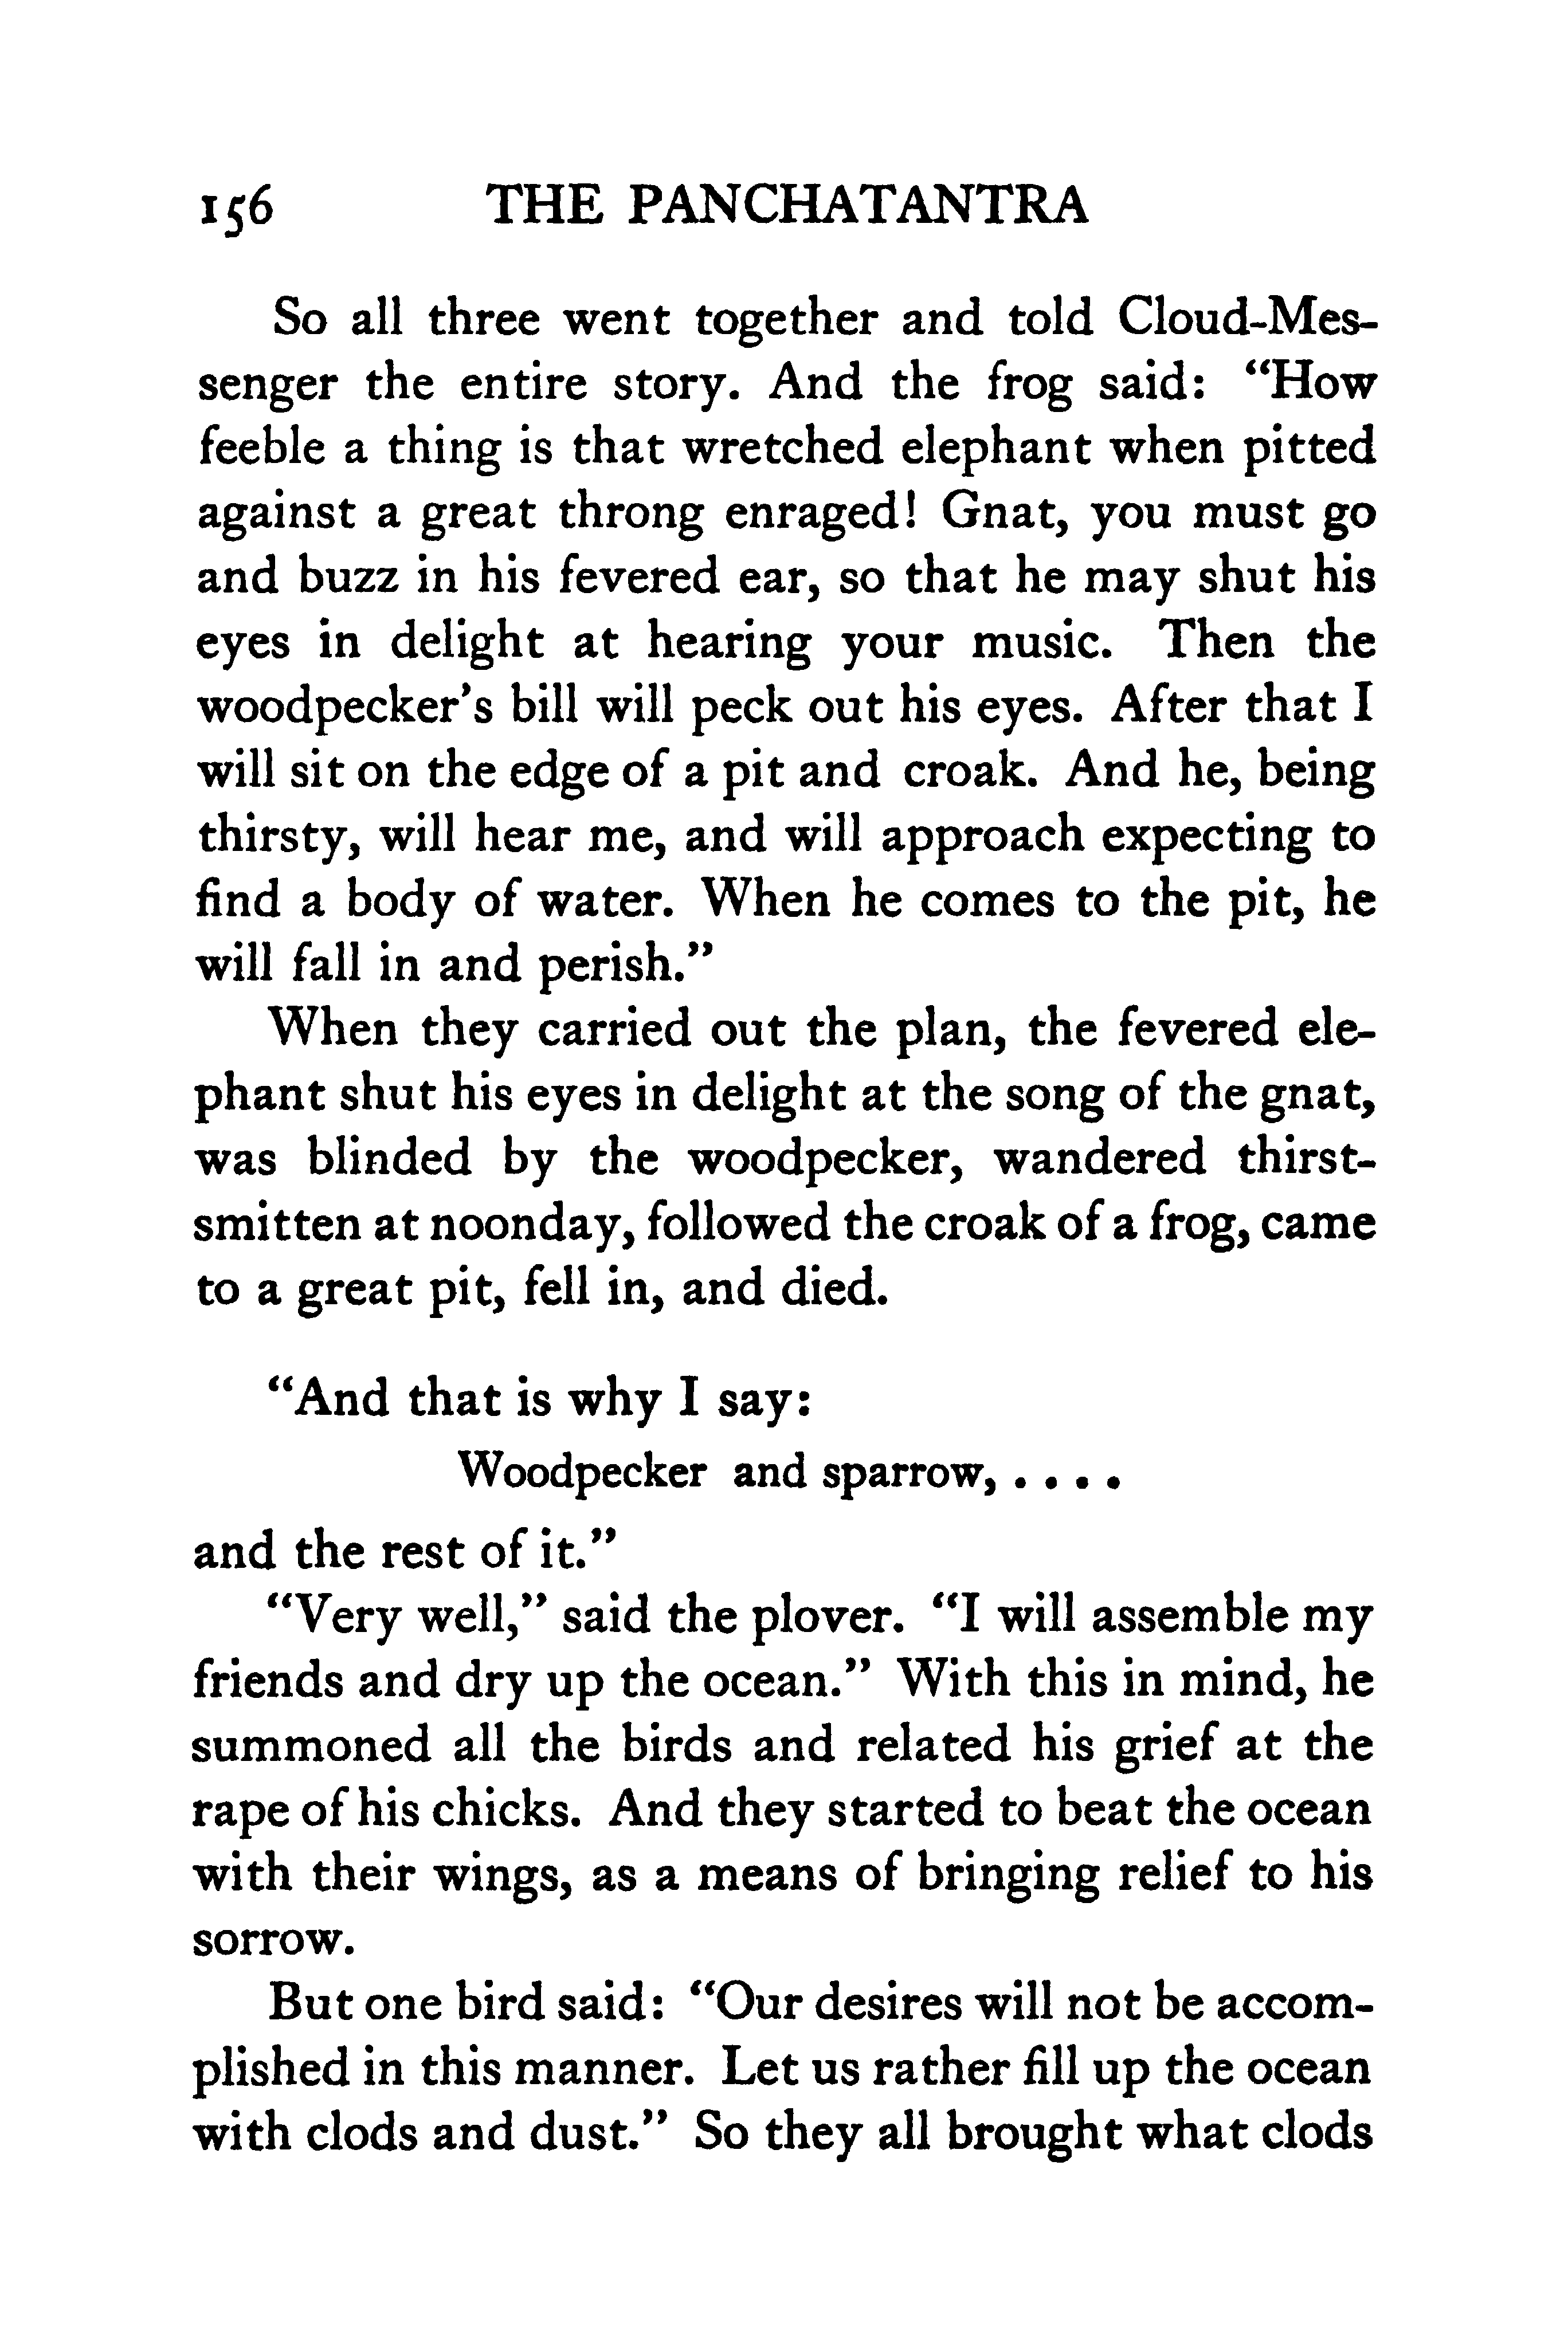 156 THE PANCHATANTRA
So all three went together and told Cloud-Mes-
senger the entire story. And the frog said: “How
feeble a thing is that wretched elephant when pitted
against a great throng enraged! Gnat, you must go
and buzz in his fevered ear, so that he may shut his
eyes in delight at hearing your music. Then the
woodpecker’s bill will peck out his eyes. After that I
will sit on the edge of a pit and croak. And he, being
thirsty, will hear me, and will approach expecting to
find a body of water. When he comes to the pit, he
will fall in and perish.”
When they carried out the plan, the fevered ele-
phant shut his eyes in delight at the song of the gnat,
was blinded by the woodpecker, wandered thirst-
smitten at noonday, followed the croak of a frog, came
to a great pit, fell in, and died.
“And that is why I say:
Woodpecker and sparrow, . . . .
and the rest of it.”
“Very well,” said the plover. “I will assemble my
friends and dry up the ocean.” With this in mind, he
summoned all the birds and related his grief at the
rape of his chicks. And they started to beat the ocean
with their wings, as a means of bringing relief to his
sorrow.
But one bird said: “Our desires will not be accom-
plished in this manner. Let us rather fill up the ocean
with clods and dust.” So they all brought what clods